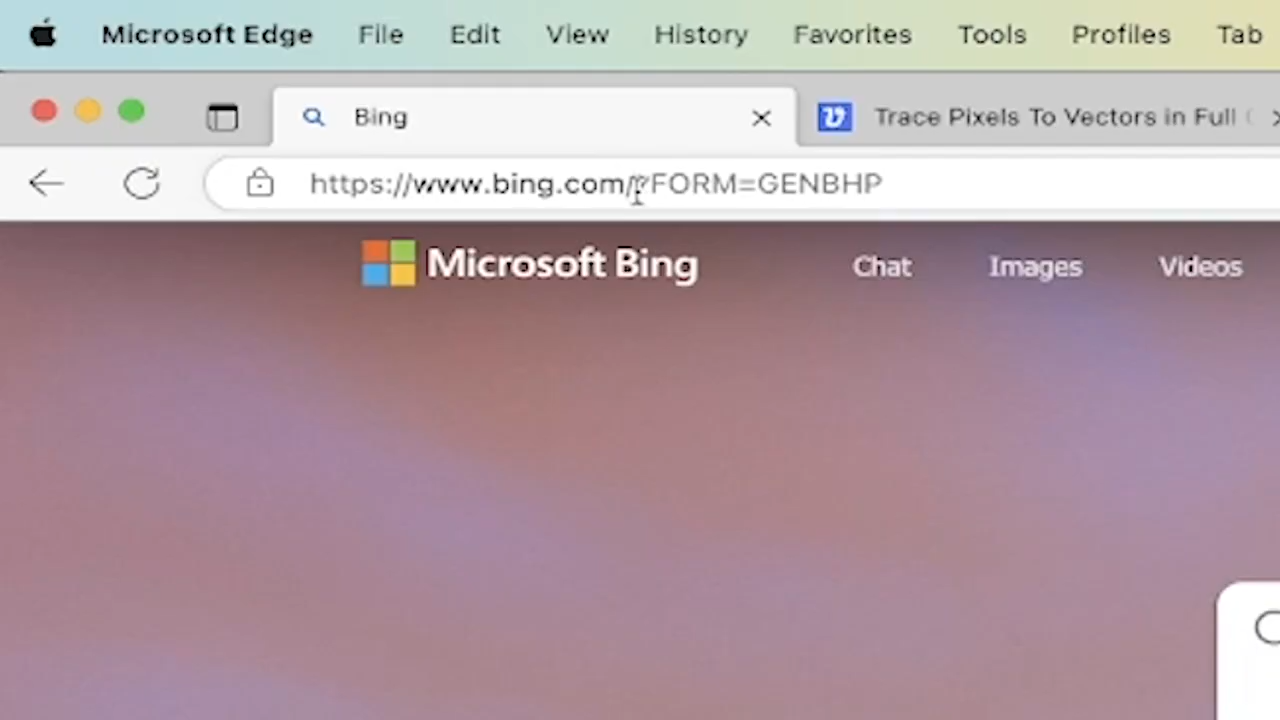 Microsoft Edge File Edit View History Favorites Tools Profiles Tab
Bing Trace Pixels To Vectors in Full
https://www.bing.com/?FORM=GENBHP
Microsoft Bing Chat Images Videos